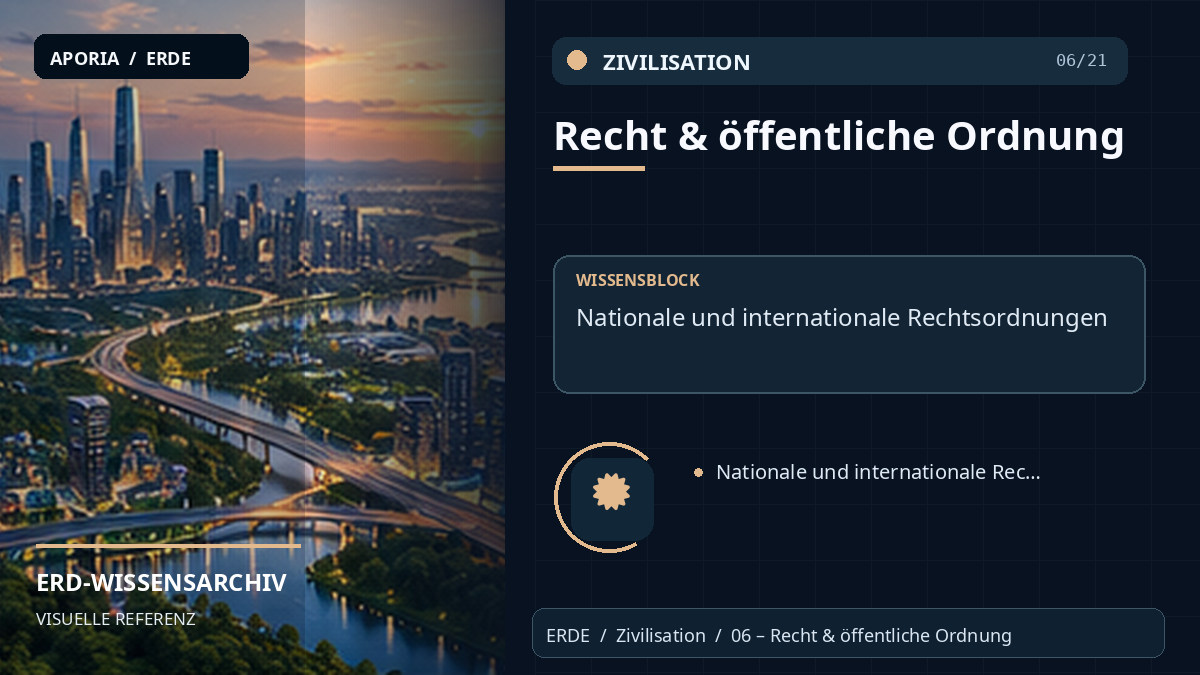 APORIA / ERDE
ERD-WISSENSARCHIV
VISUELLE REFERENZ
ZIVILISATION
06/21
Recht & öffentliche Ordnung
WISSENSBLOCK
Nationale und internationale Rechtsordnungen
Nationale und internationale Rec...
ERDE / Zivilisation / 06 – Recht & öffentliche Ordnung